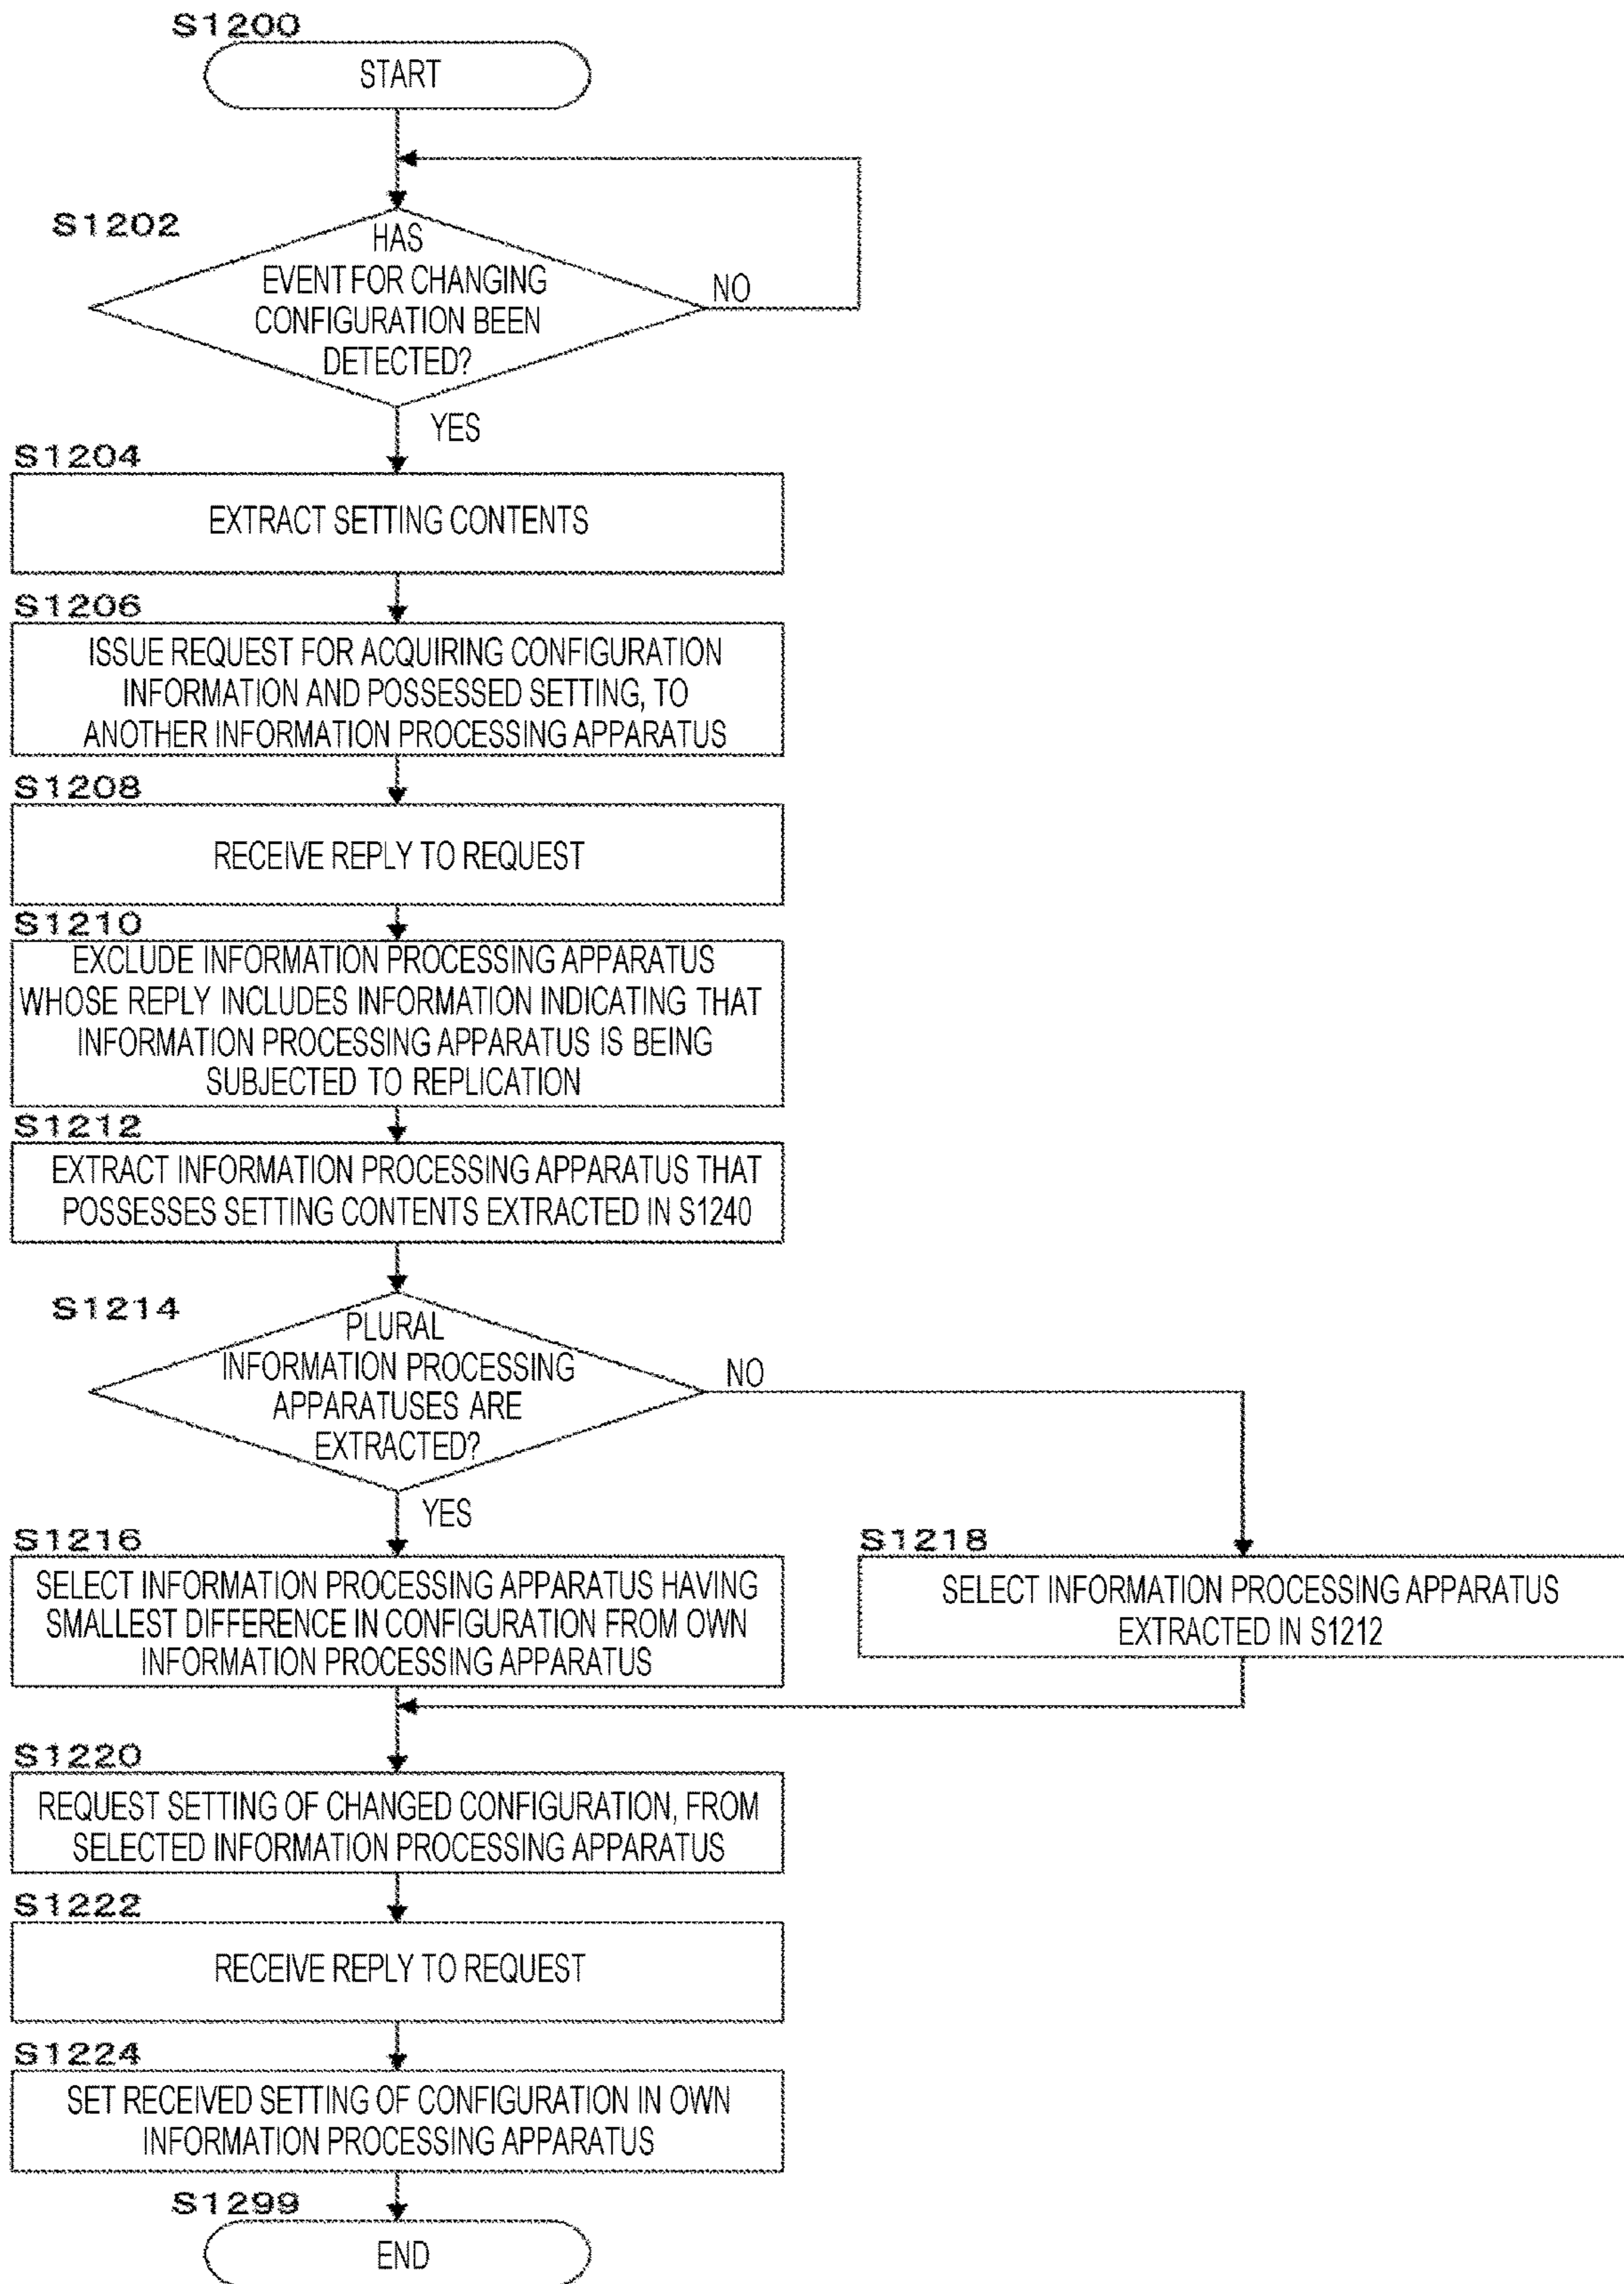 S1200
START
S1202
HAS
EVENT FOR CHANGING
CONFIGURATION BEEN
DETECTED?
NO
YES
S1204
EXTRACT SETTING CONTENTS
S1206
ISSUE REQUEST FOR ACQUIRING CONFIGURATION
INFORMATION AND POSSESSED SETTING, TO
ANOTHER INFORMATION PROCESSING APPARATUS
S1208
RECEIVE REPLY TO REQUEST
S1210
EXCLUDE INFORMATION PROCESSING APPARATUS
WHOSE REPLY INCLUDES INFORMATION INDICATING THAT
INFORMATION PROCESSING APPARATUS IS BEING
SUBJECTED TO REPLICATION
S1212
EXTRACT INFORMATION PROCESSING APPARATUS THAT
POSSESSES SETTING CONTENTS EXTRACTED IN S1240
S1214
PLURAL
INFORMATION PROCESSING
APPARATUSES ARE
EXTRACTED?
NO
YES
S1216
SELECT INFORMATION PROCESSING APPARATUS HAVING
SMALLEST DIFFERENCE IN CONFIGURATION FROM OWN
INFORMATION PROCESSING APPARATUS
S1218
SELECT INFORMATION PROCESSING APPARATUS
EXTRACTED IN S1212
S1220
REQUEST SETTING OF CHANGED CONFIGURATION, FROM
SELECTED INFORMATION PROCESSING APPARATUS
S1222
RECEIVE REPLY TO REQUEST
S1224
SET RECEIVED SETTING OF CONFIGURATION IN OWN
INFORMATION PROCESSING APPARATUS
S1299
END